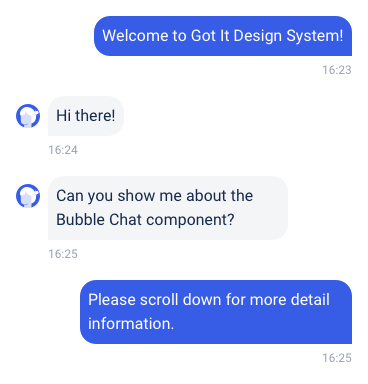 Welcome to Got It Design System!
16:23
Hi there!
16:24
Can you show me about the
Bubble Chat component?
16:25
Please scroll down for more detail
information.
16:25